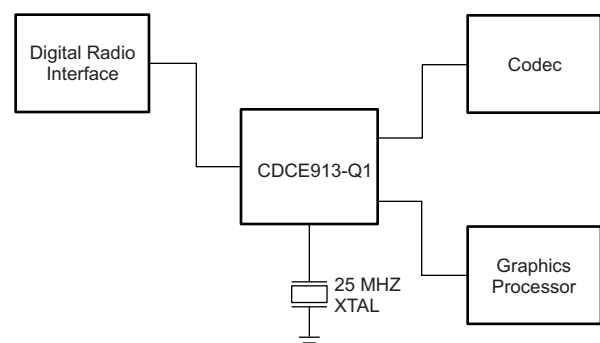 Digital Radio
Interface
Codec
CDCE913-Q1
25 MHZ
XTAL
Graphics
Processor